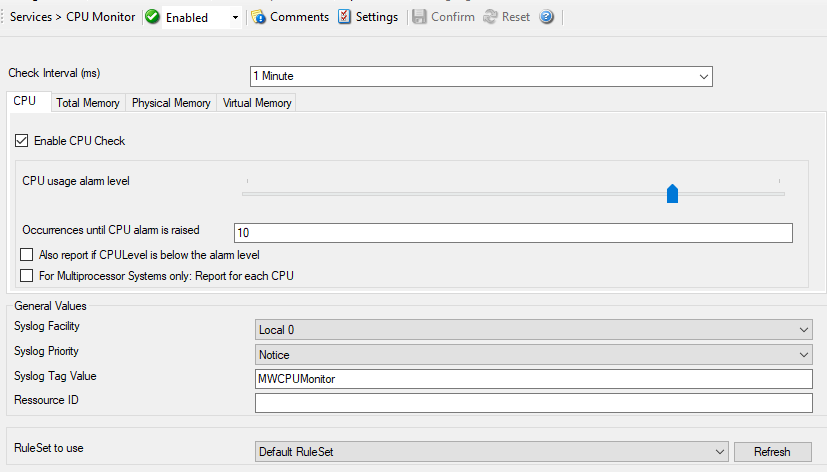 Services > CPU Monitor Enabled Comments Settings Confirm Reset
Check Interval (ms) 1 Minute
CPU Total Memory Physical Memory Virtual Memory
Enable CPU Check
CPU usage alarm level
Occurrences until CPU alarm is raised 10
Also report if CPULevel is below the alarm level
For Multiprocessor Systems only: Report for each CPU
General Values
Syslog Facility Local 0
Syslog Priority Notice
Syslog Tag Value MWCPUMonitor
Ressource ID
RuleSet to use Default RuleSet Refresh